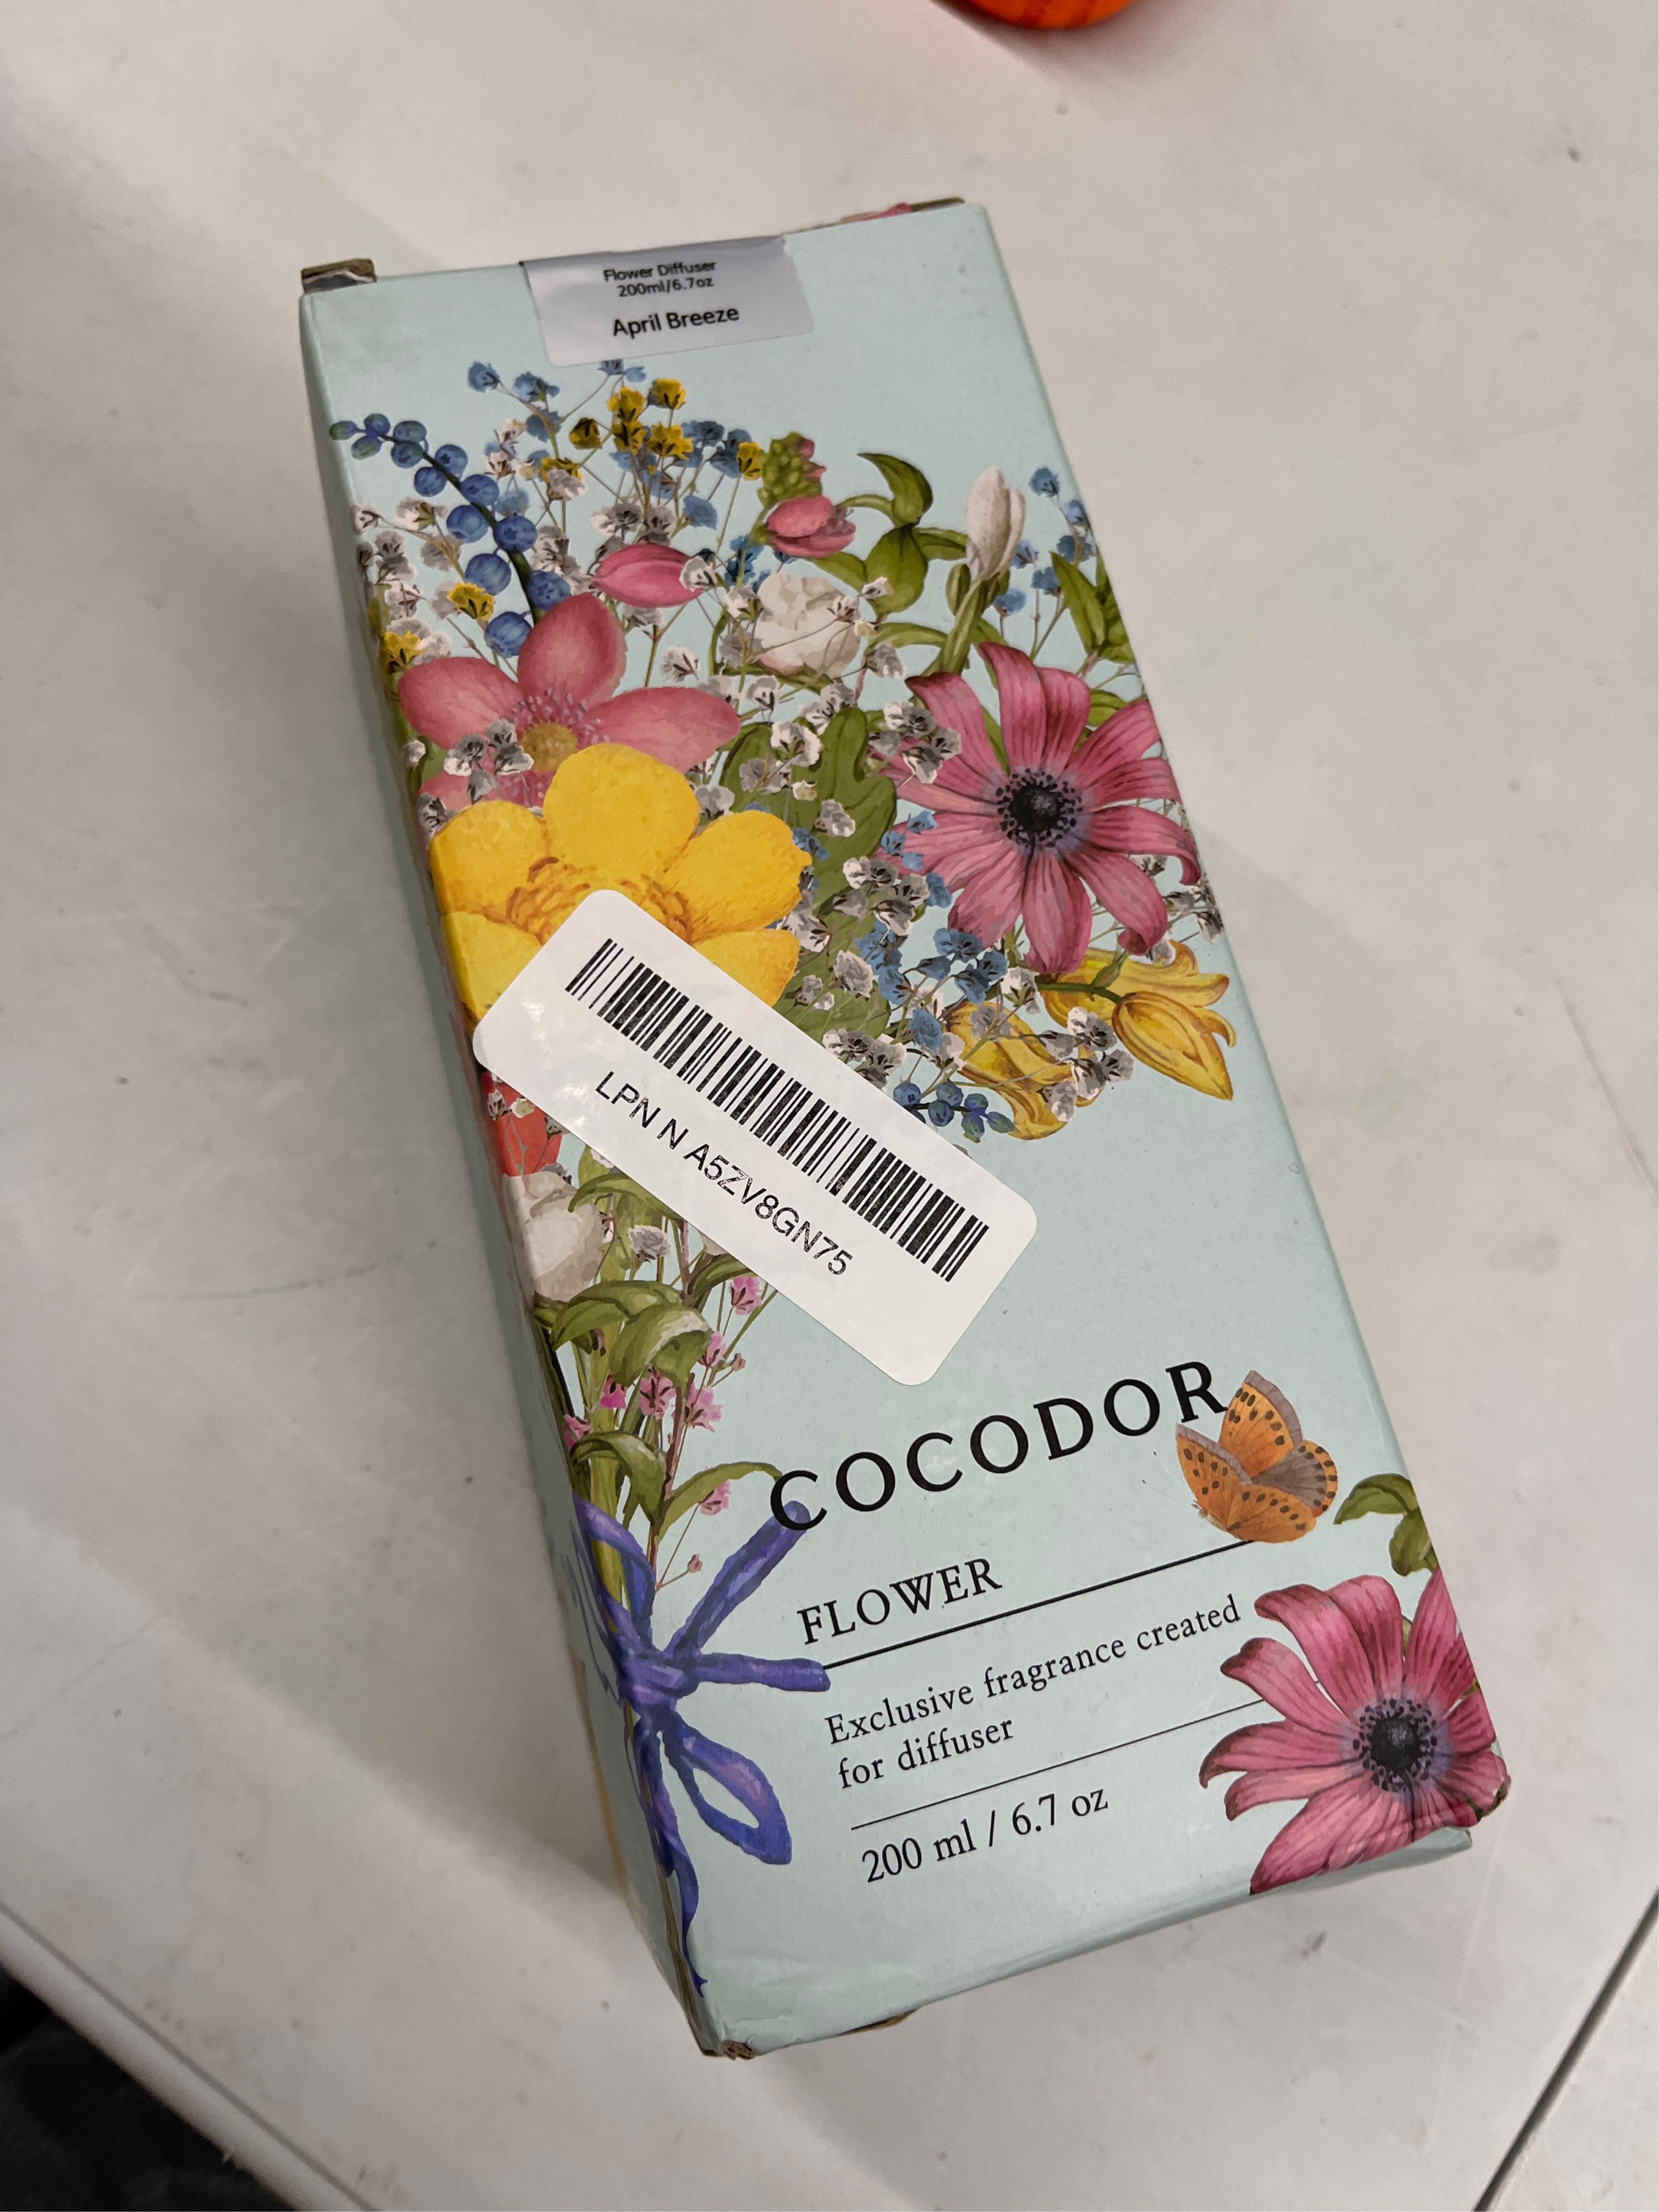 Flower Diffuser
200ml/6.7oz
April Breeze
LPN N A5ZV8GN75
COCODOR
FLOWER
Exclusive fragrance created
for diffuser
200 ml / 6.7 oz